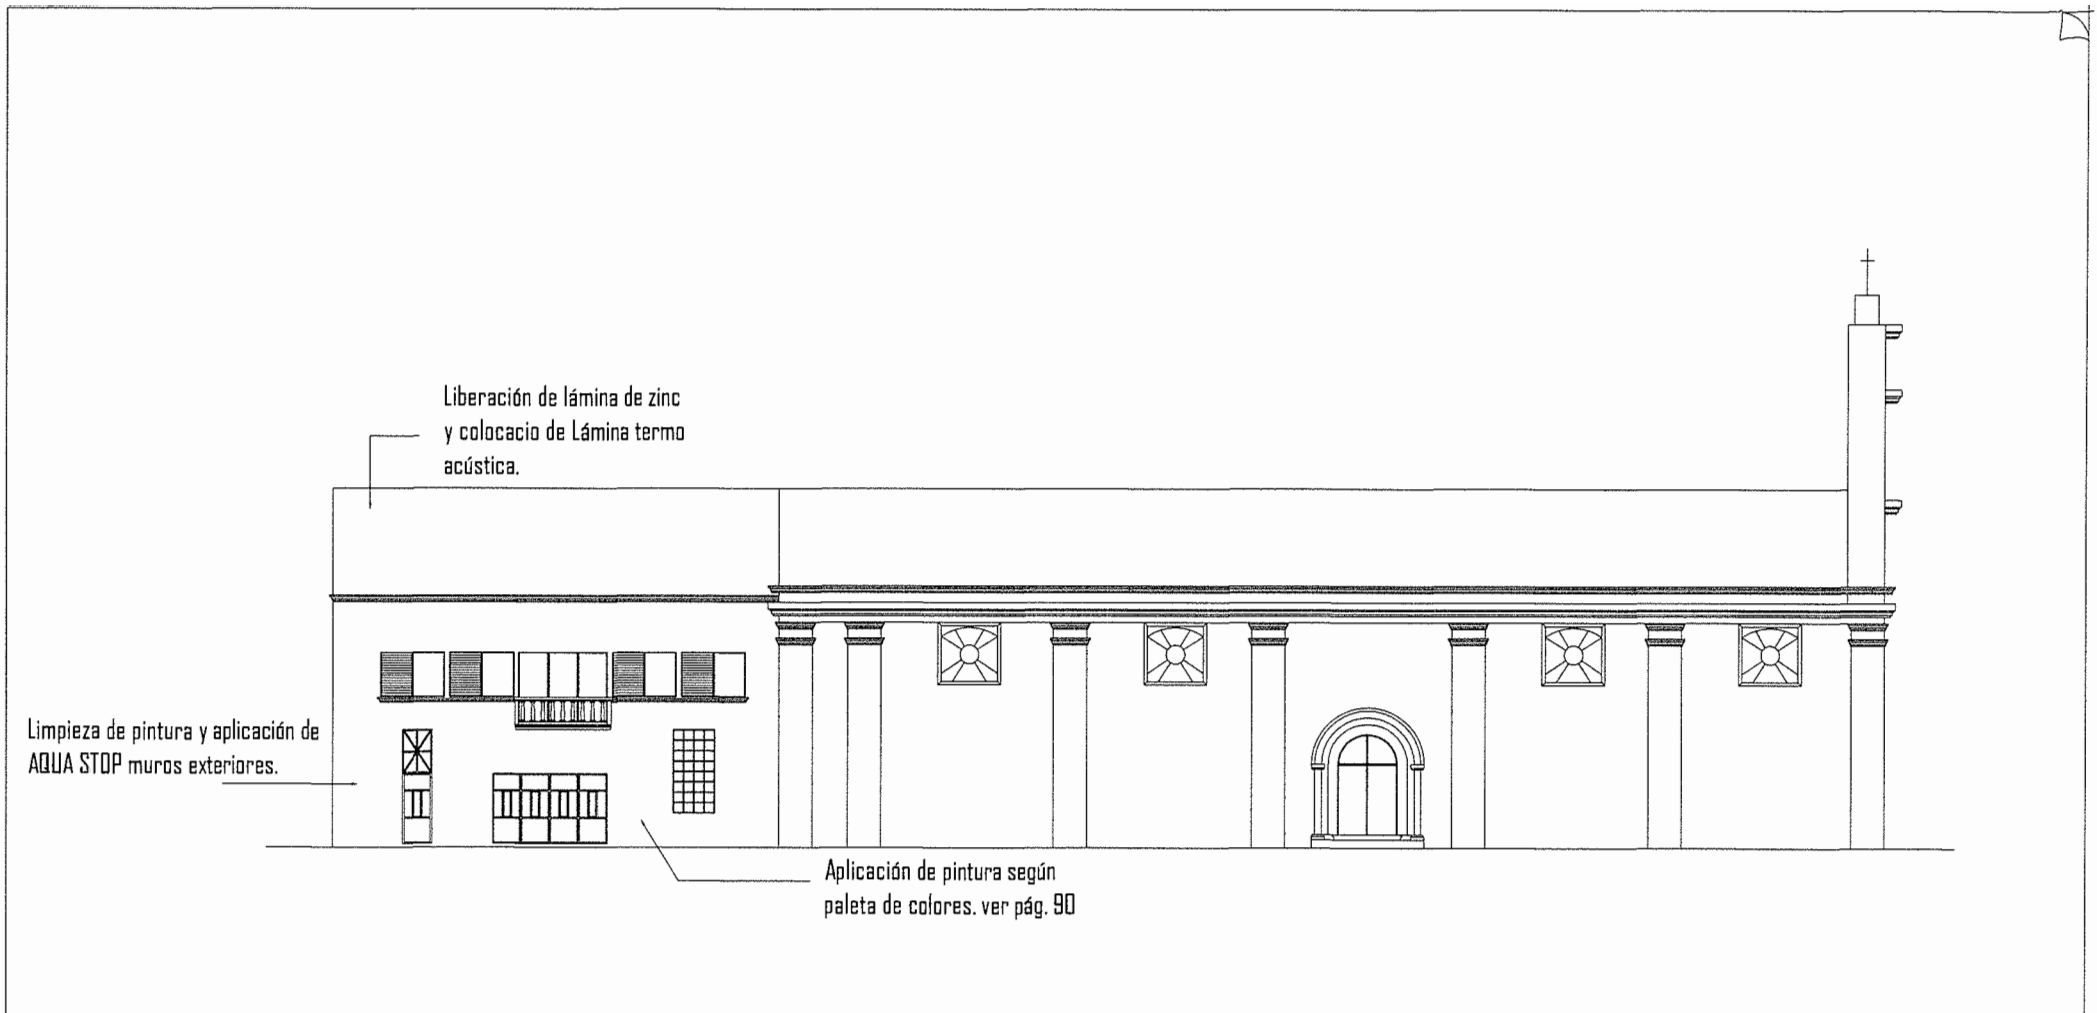 Liberación de lámina de zinc
y colocacio de Lámina termo
acústica.
Limpieza de pintura y aplicación de
AQUA STOP muros exteriores.
Aplicación de pintura según
paleta de colores. ver pág. 90